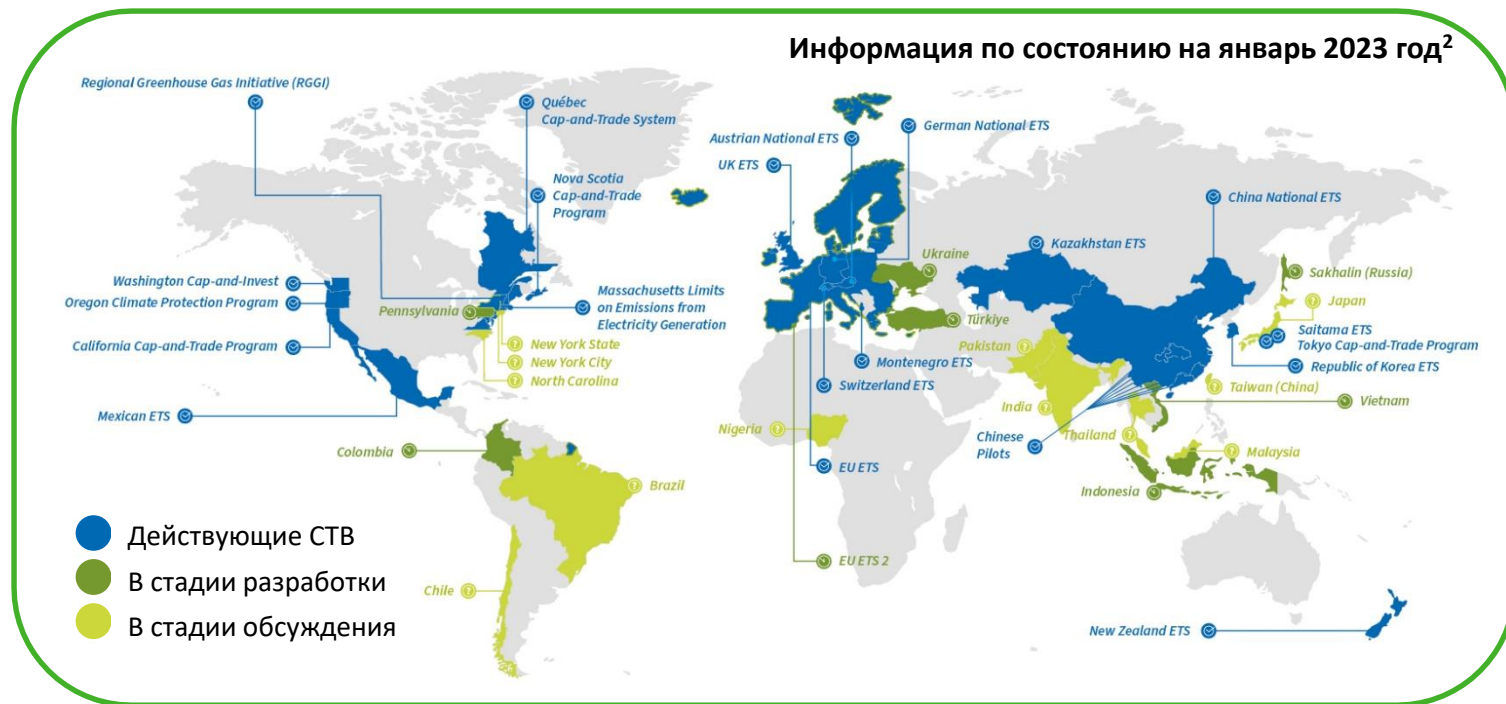 Информация по состоянию на январь 2023 год²
Regional Greenhouse Gas Initiative (RGGI)
Québec
Cap-and-Trade System
Nova Scotia
Cap-and-Trade
Program
Washington Cap-and-Invest
Oregon Climate Protection Program
California Cap-and-Trade Program
Mexican ETS
Pennsylvania
Massachusetts Limits
on Emissions from
Electricity Generation
New York State
New York City
North Carolina
Colombia
Brazil
Chile
Austrian National ETS
German National ETS
UK ETS
Ukraine
Türkiye
Montenegro ETS
Switzerland ETS
Nigeria
EU ETS
EU ETS 2
Kazakhstan ETS
China National ETS
Sakhalin (Russia)
Japan
Saitama ETS
Tokyo Cap-and-Trade Program
Republic of Korea ETS
Pakistan
India
Taiwan (China)
Vietnam
Chinese
Pilots
Thailand
Malaysia
Indonesia
New Zealand ETS
Действующие СТВ
В стадии разработки
В стадии обсуждения